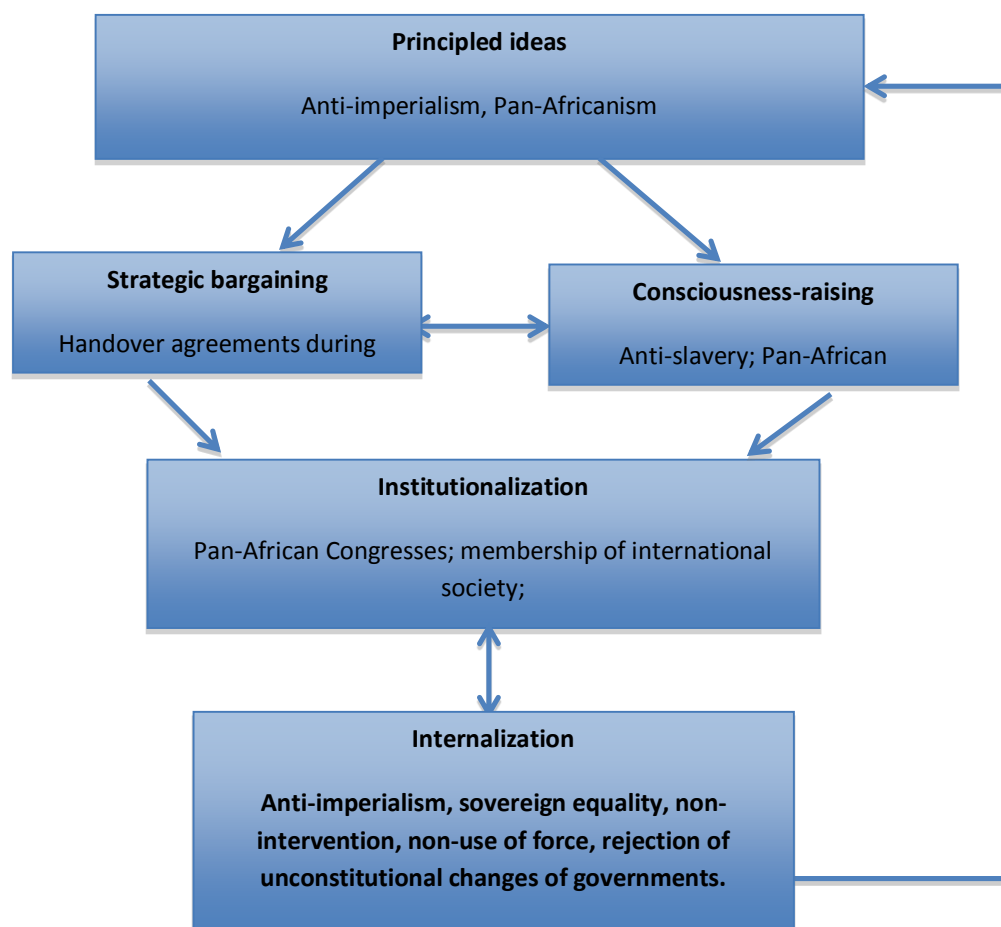 Principled ideas
Anti-imperialism, Pan-Africanism
Strategic bargaining
Handover agreements during
Consciousness-raising
Anti-slavery; Pan-African
Institutionalization
Pan-African Congresses; membership of international
society;
Internalization
Anti-imperialism, sovereign equality, non-
intervention, non-use of force, rejection of
unconstitutional changes of governments.